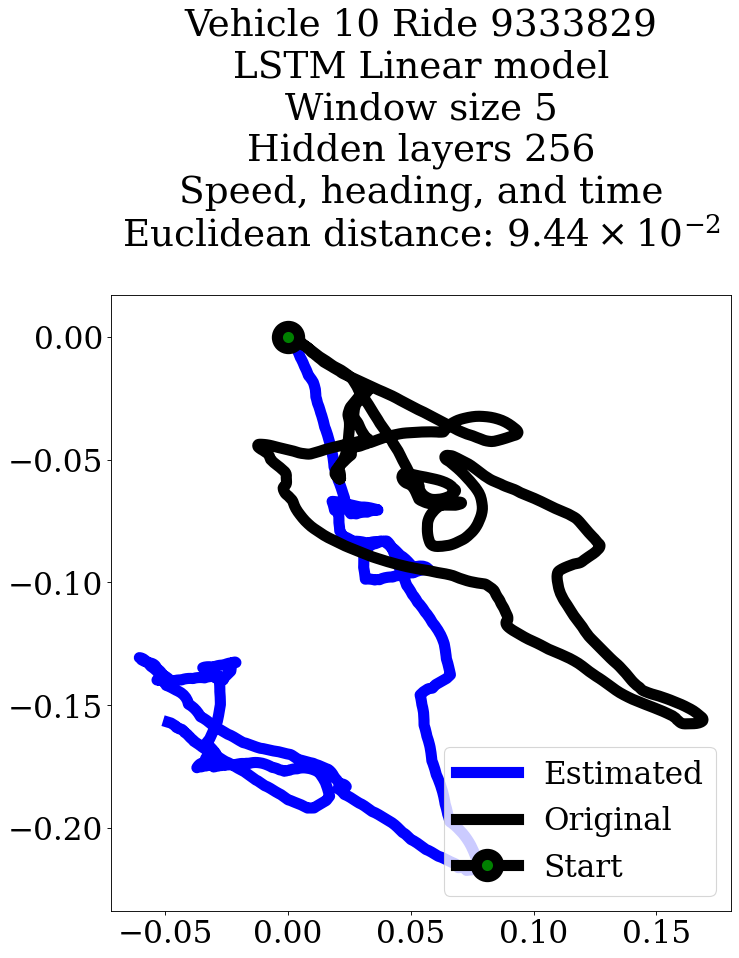 Vehicle 10 Ride 9333829
LSTM Linear model
Window size 5
Hidden layers 256
Speed, heading, and time
Euclidean distance: 9.44 × 10⁻²
0.00
−0.05
−0.10
−0.15
−0.20
Estimated
Original
Start
−0.05 0.00 0.05 0.10 0.15